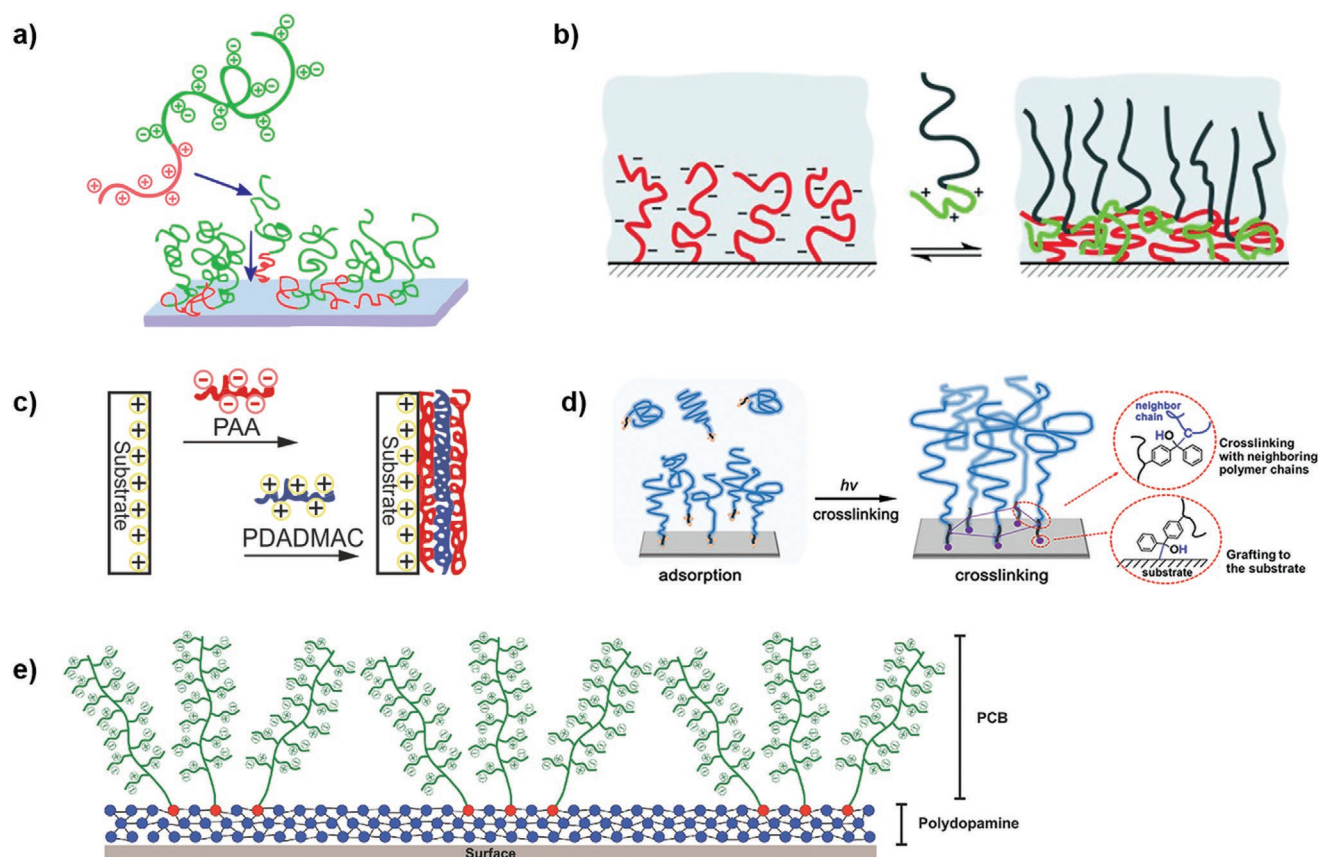 a)
b)
c)
Substrate
PAA
PDADMAC
Substrate
d)
adsorption
hν
crosslinking
crosslinking
neighbor
chain
HO
C
Crosslinking
with neighboring
polymer chains
OH
substrate
Grafting to
the substrate
e)
PCB
Polydopamine
Surface